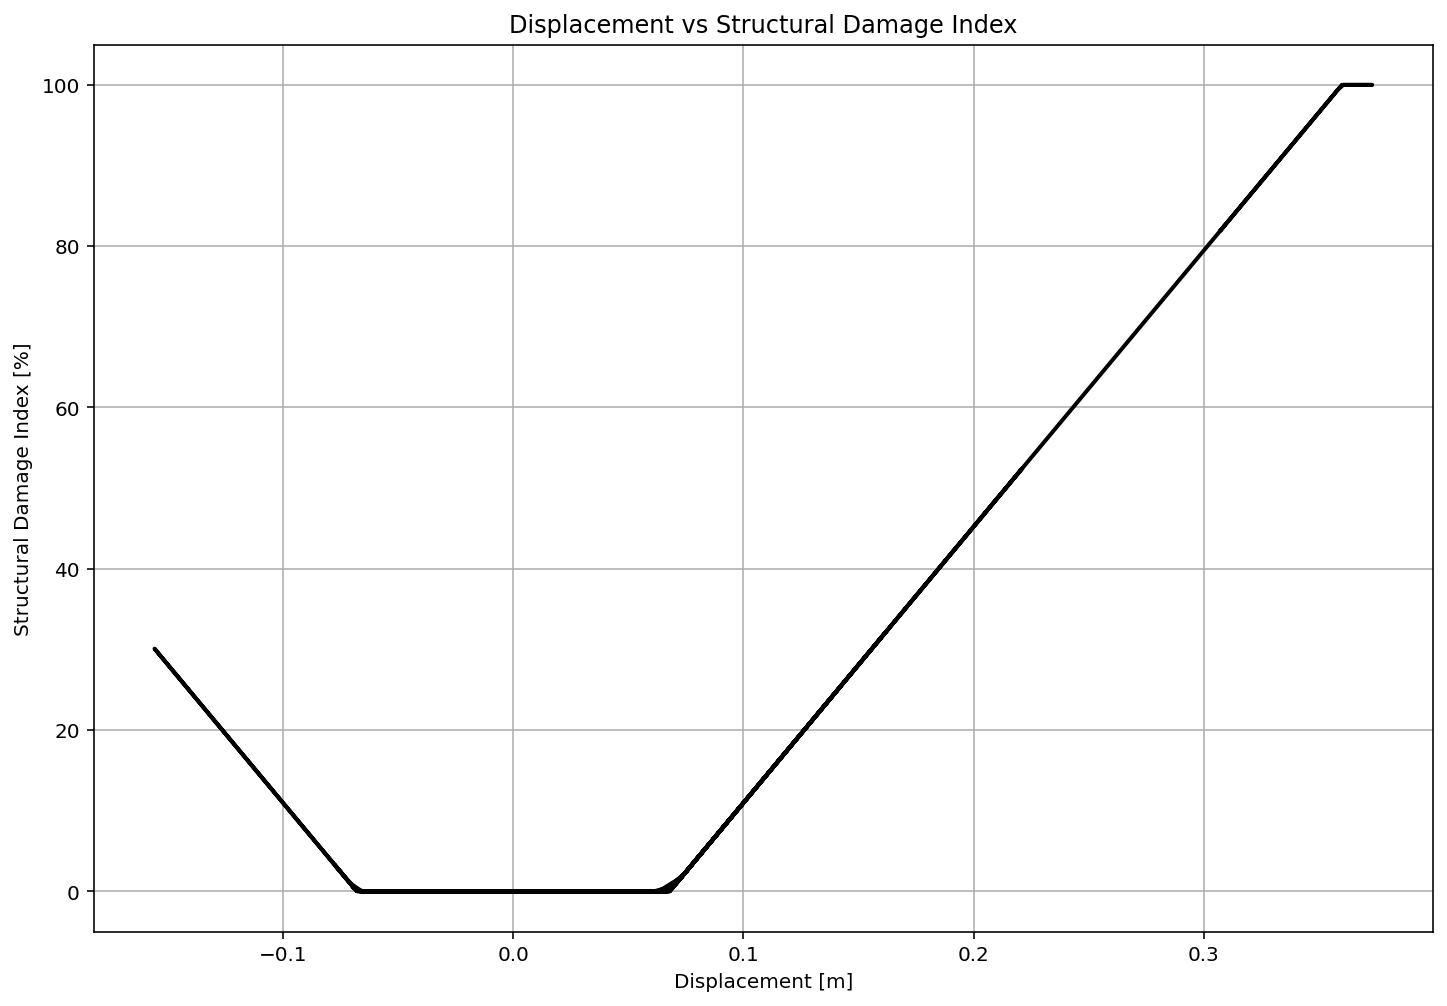 Displacement vs Structural Damage Index
Structural Damage Index [%]
100
80
60
40
20
0
−0.1 0.0 0.1 0.2 0.3
Displacement [m]